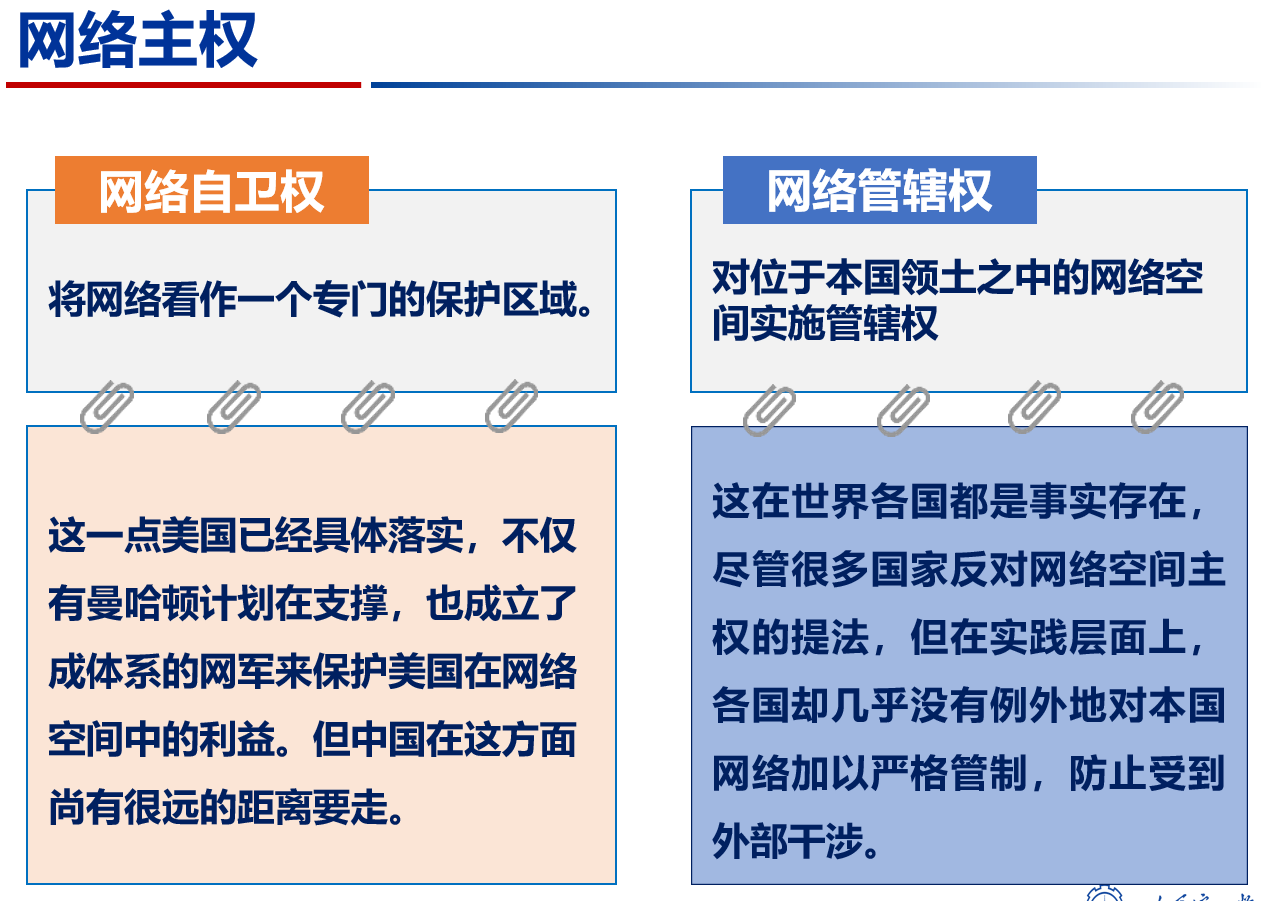 网络主权
网络自卫权
将网络看作一个专门的保护区域。
这一点美国已经具体落实，不仅
有曼哈顿计划在支撑，也成立了
成体系的网军来保护美国在网络
空间中的利益。但中国在这方面
尚有很远的距离要走。
网络管辖权
对位于本国领土之中的网络空
间实施管辖权
这在世界各国都是事实存在，
尽管很多国家反对网络空间主
权的提法，但在实践层面上，
各国却几乎没有例外地对本国
网络加以严格管制，防止受到
外部干涉。